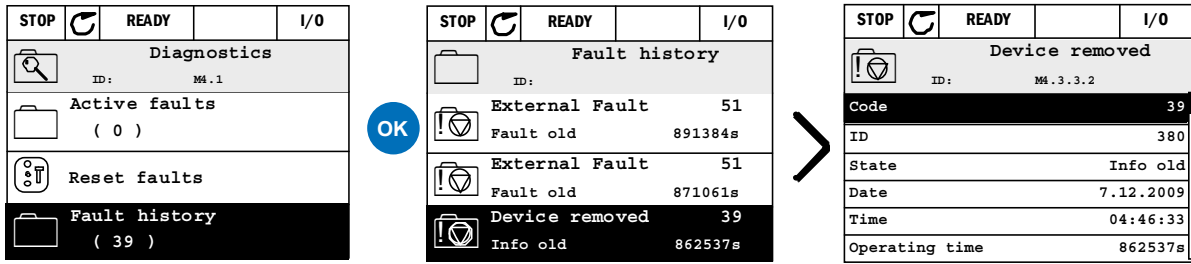 STOP READY I/O
Diagnostics
ID: M4.1
Active faults
( 0 )
Reset faults
Fault history
( 39 )
OK
STOP READY I/O
Fault history
ID:
External Fault 51
Fault old 891384s
External Fault 51
Fault old 871061s
Device removed 39
Info old 862537s
STOP READY I/O
Device removed
ID: M4.3.3.2
Code 39
ID 380
State Info old
Date 7.12.2009
Time 04:46:33
Operating time 862537s